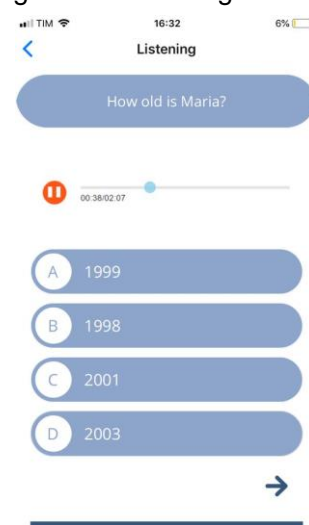 TIM 16:32 6%
Listening
How old is Maria?
00:38/02:07
A 1999
B 1998
C 2001
D 2003